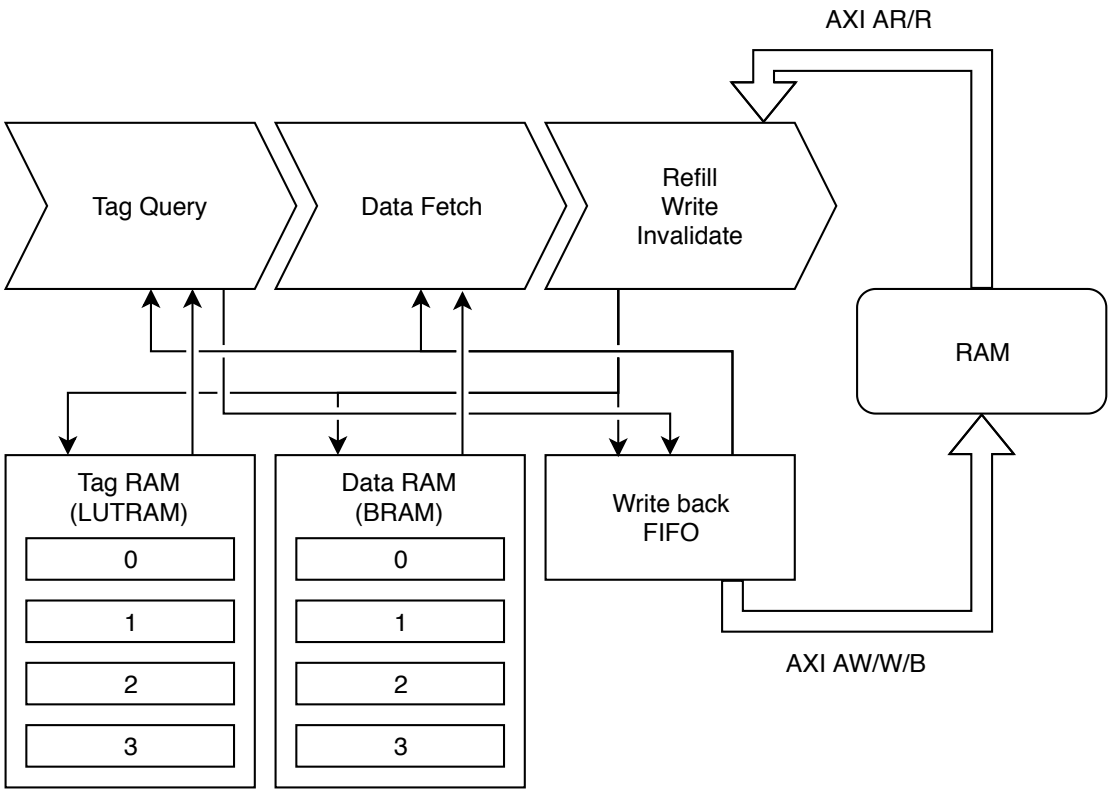 AXI AR/R
Tag Query
Data Fetch
Refill
Write
Invalidate
RAM
Tag RAM
(LUTRAM)
0
1
2
3
Data RAM
(BRAM)
0
1
2
3
Write back
FIFO
AXI AW/W/B